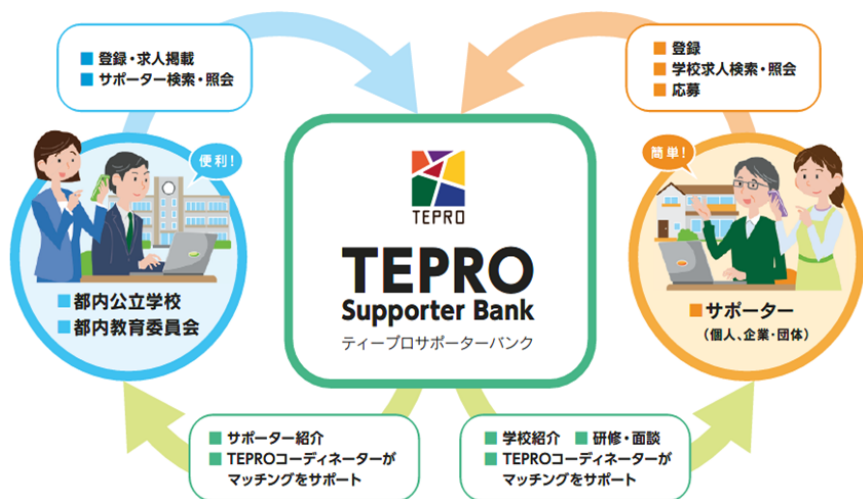 ■ 登録・求人掲載
■ サポーター検索・照会
■ 登録
■ 学校求人検索・照会
■ 応募
便利！
簡単！
TEPRO
TEPRO
Supporter Bank
ティープロサポーターバンク
■ 都内公立学校
■ 都内教育委員会
■ サポーター
（個人、企業・団体）
■ サポーター紹介
■ TEPROコーディネーターが
マッチングをサポート
■ 学校紹介 ■ 研修・面談
■ TEPROコーディネーターが
マッチングをサポート